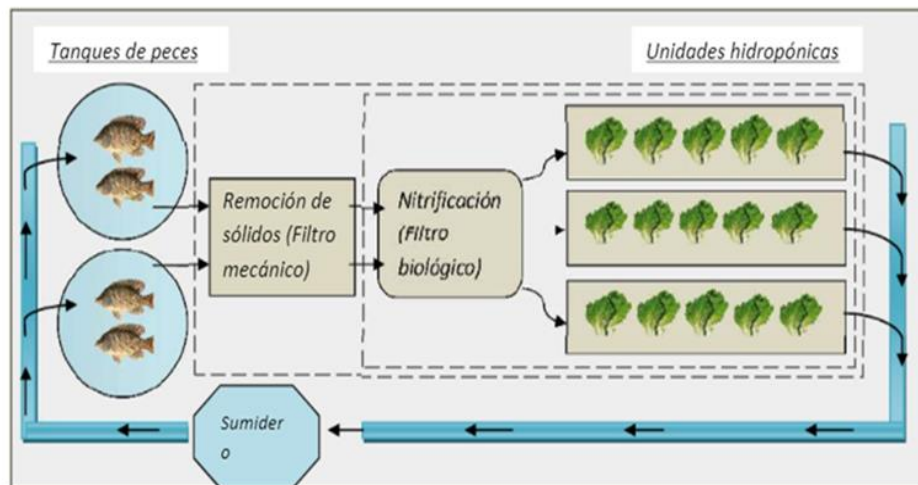 Tanques de peces
Unidades hidropónicas
Remoción de
sólidos (Filtro
mecánico)
Nitrificación
(Filtro
biológico)
Sumider
o